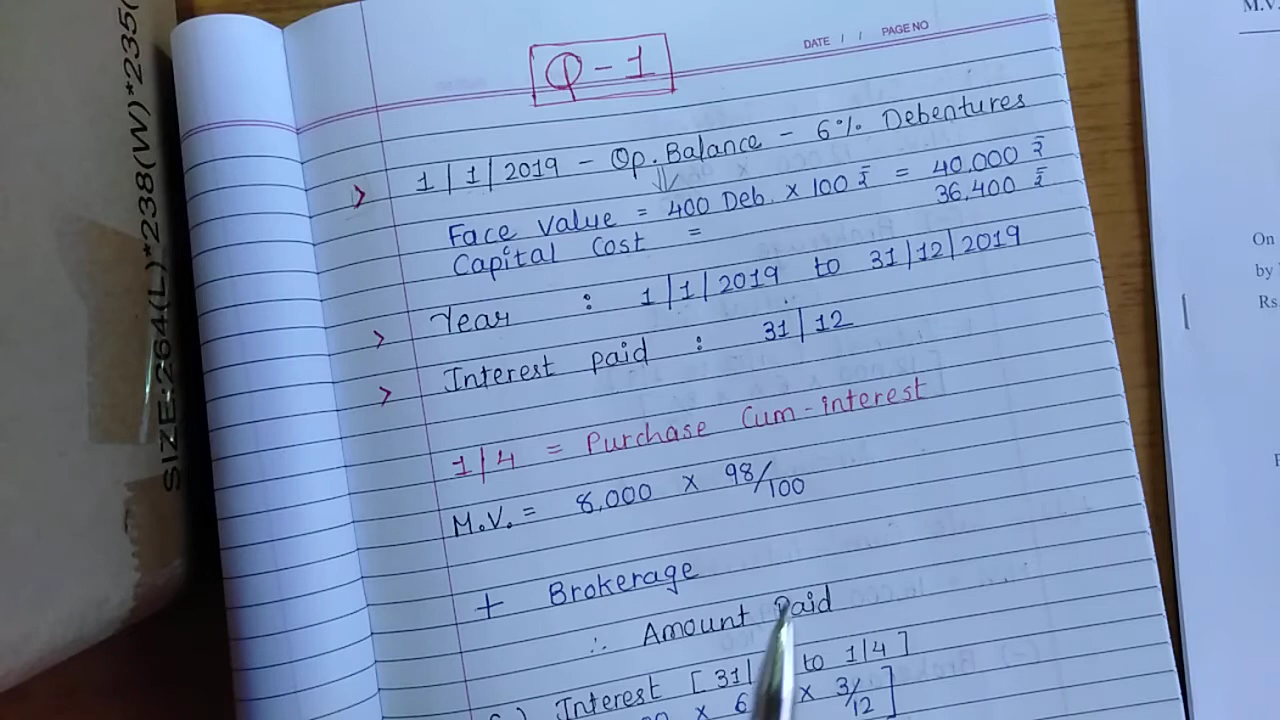 SIZE:264(L)*238(W)*235(
DATE / / PAGE NO
Q - 1
> 1/1/2019 - Op. Balance - 6% Debentures
⇓
Face Value = 400 Deb. × 100 ₹ = 40,000 ₹
Capital Cost = 36,400 ₹
> Year : 1/1/2019 to 31/12/2019
> Interest paid : 31/12
1/4 = Purchase Cum-interest
M.V. = 8,000 × 98/100
+ Brokerage
∴ Amount Paid
Interest [31/ to 1/4]
× 6 × 3/12]
M.V.
On
by
Rs